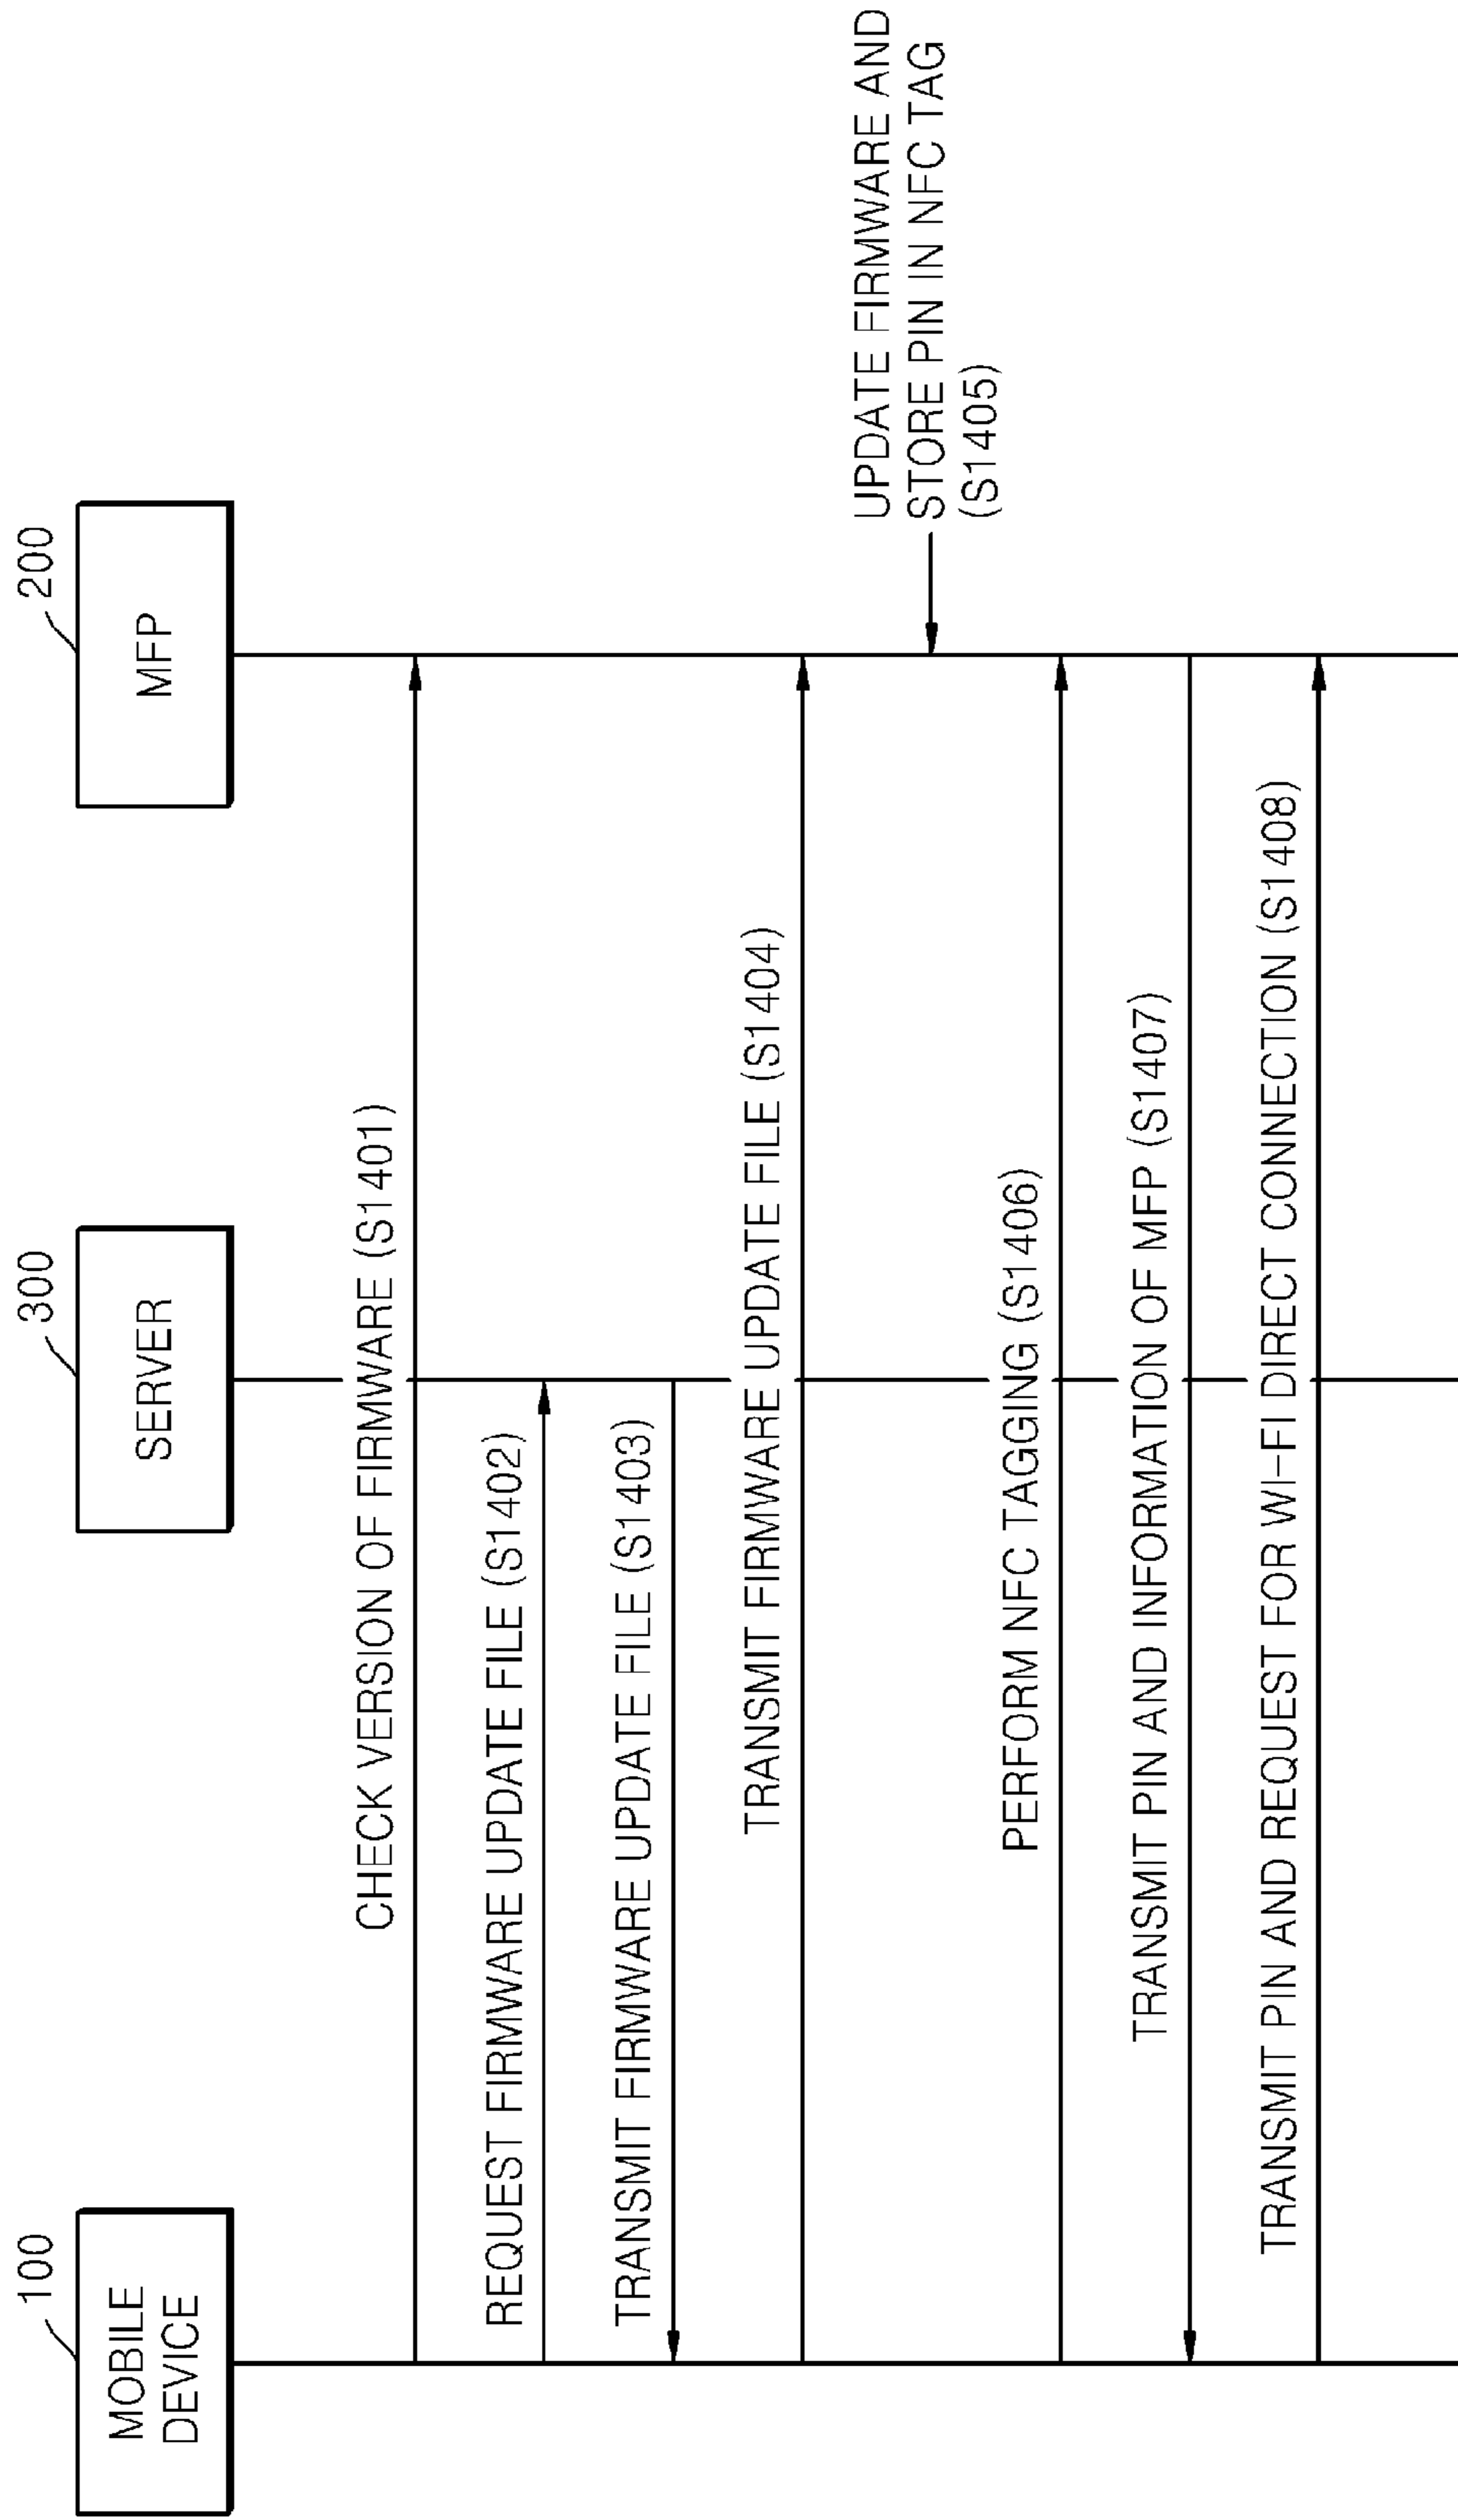 100
MOBILE
DEVICE
300
SERVER
200
MFP
CHECK VERSION OF FIRMWARE (S1401)
REQUEST FIRMWARE UPDATE FILE (S1402)
TRANSMIT FIRMWARE UPDATE FILE (S1403)
TRANSMIT FIRMWARE UPDATE FILE (S1404)
UPDATE FIRMWARE AND
STORE PIN IN NFC TAG
(S1405)
PERFORM NFC TAGGING (S1406)
TRANSMIT PIN AND INFORMATION OF MFP (S1407)
TRANSMIT PIN AND REQUEST FOR WI-FI DIRECT CONNECTION (S1408)